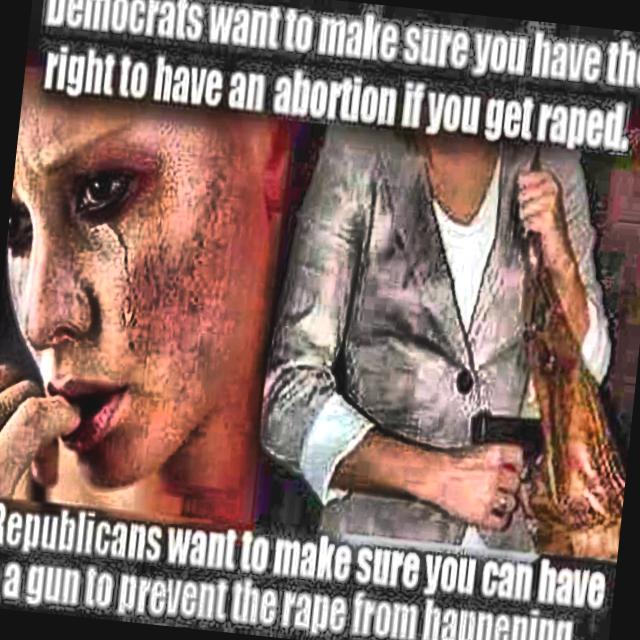 Democrats want to make sure you have the
right to have an abortion if you get raped.
Republicans want to make sure you can have
a gun to prevent the rape from happening